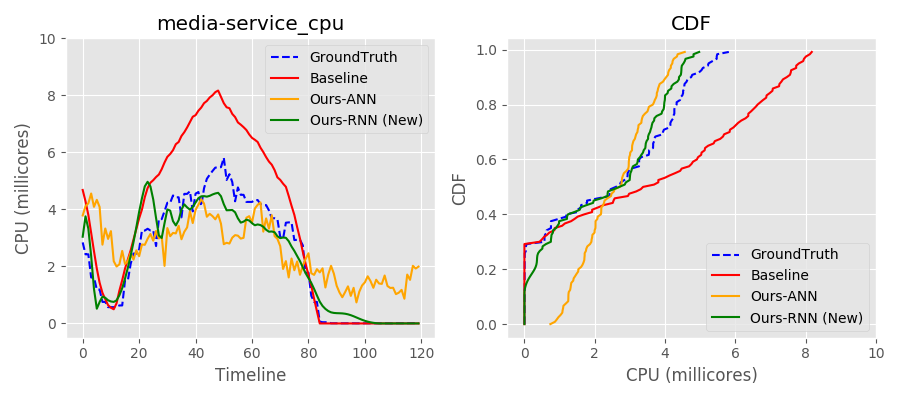 media-service_cpu
CPU (millicores)
10
8
6
4
2
0
0 20 40 60 80 100 120
Timeline
GroundTruth
Baseline
Ours-ANN
Ours-RNN (New)
CDF
CDF
1.0
0.8
0.6
0.4
0.2
0.0
0 2 4 6 8 10
CPU (millicores)
GroundTruth
Baseline
Ours-ANN
Ours-RNN (New)